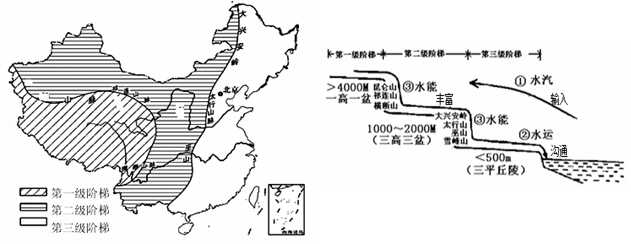 大兴安岭
北京
太行山
巫
山
第一级阶梯
第二级阶梯
第三级阶梯
第一级阶梯
第二级阶梯
第三级阶梯
①水汽
输入
>4000M
一高一盆
昆仑山
祁连山
横断山
③水能
丰富
③水能
1000～2000M
(三高三盆)
大兴安岭
太行山
巫山
雪峰山
②水运
沟通
<500m
(三平丘陵)